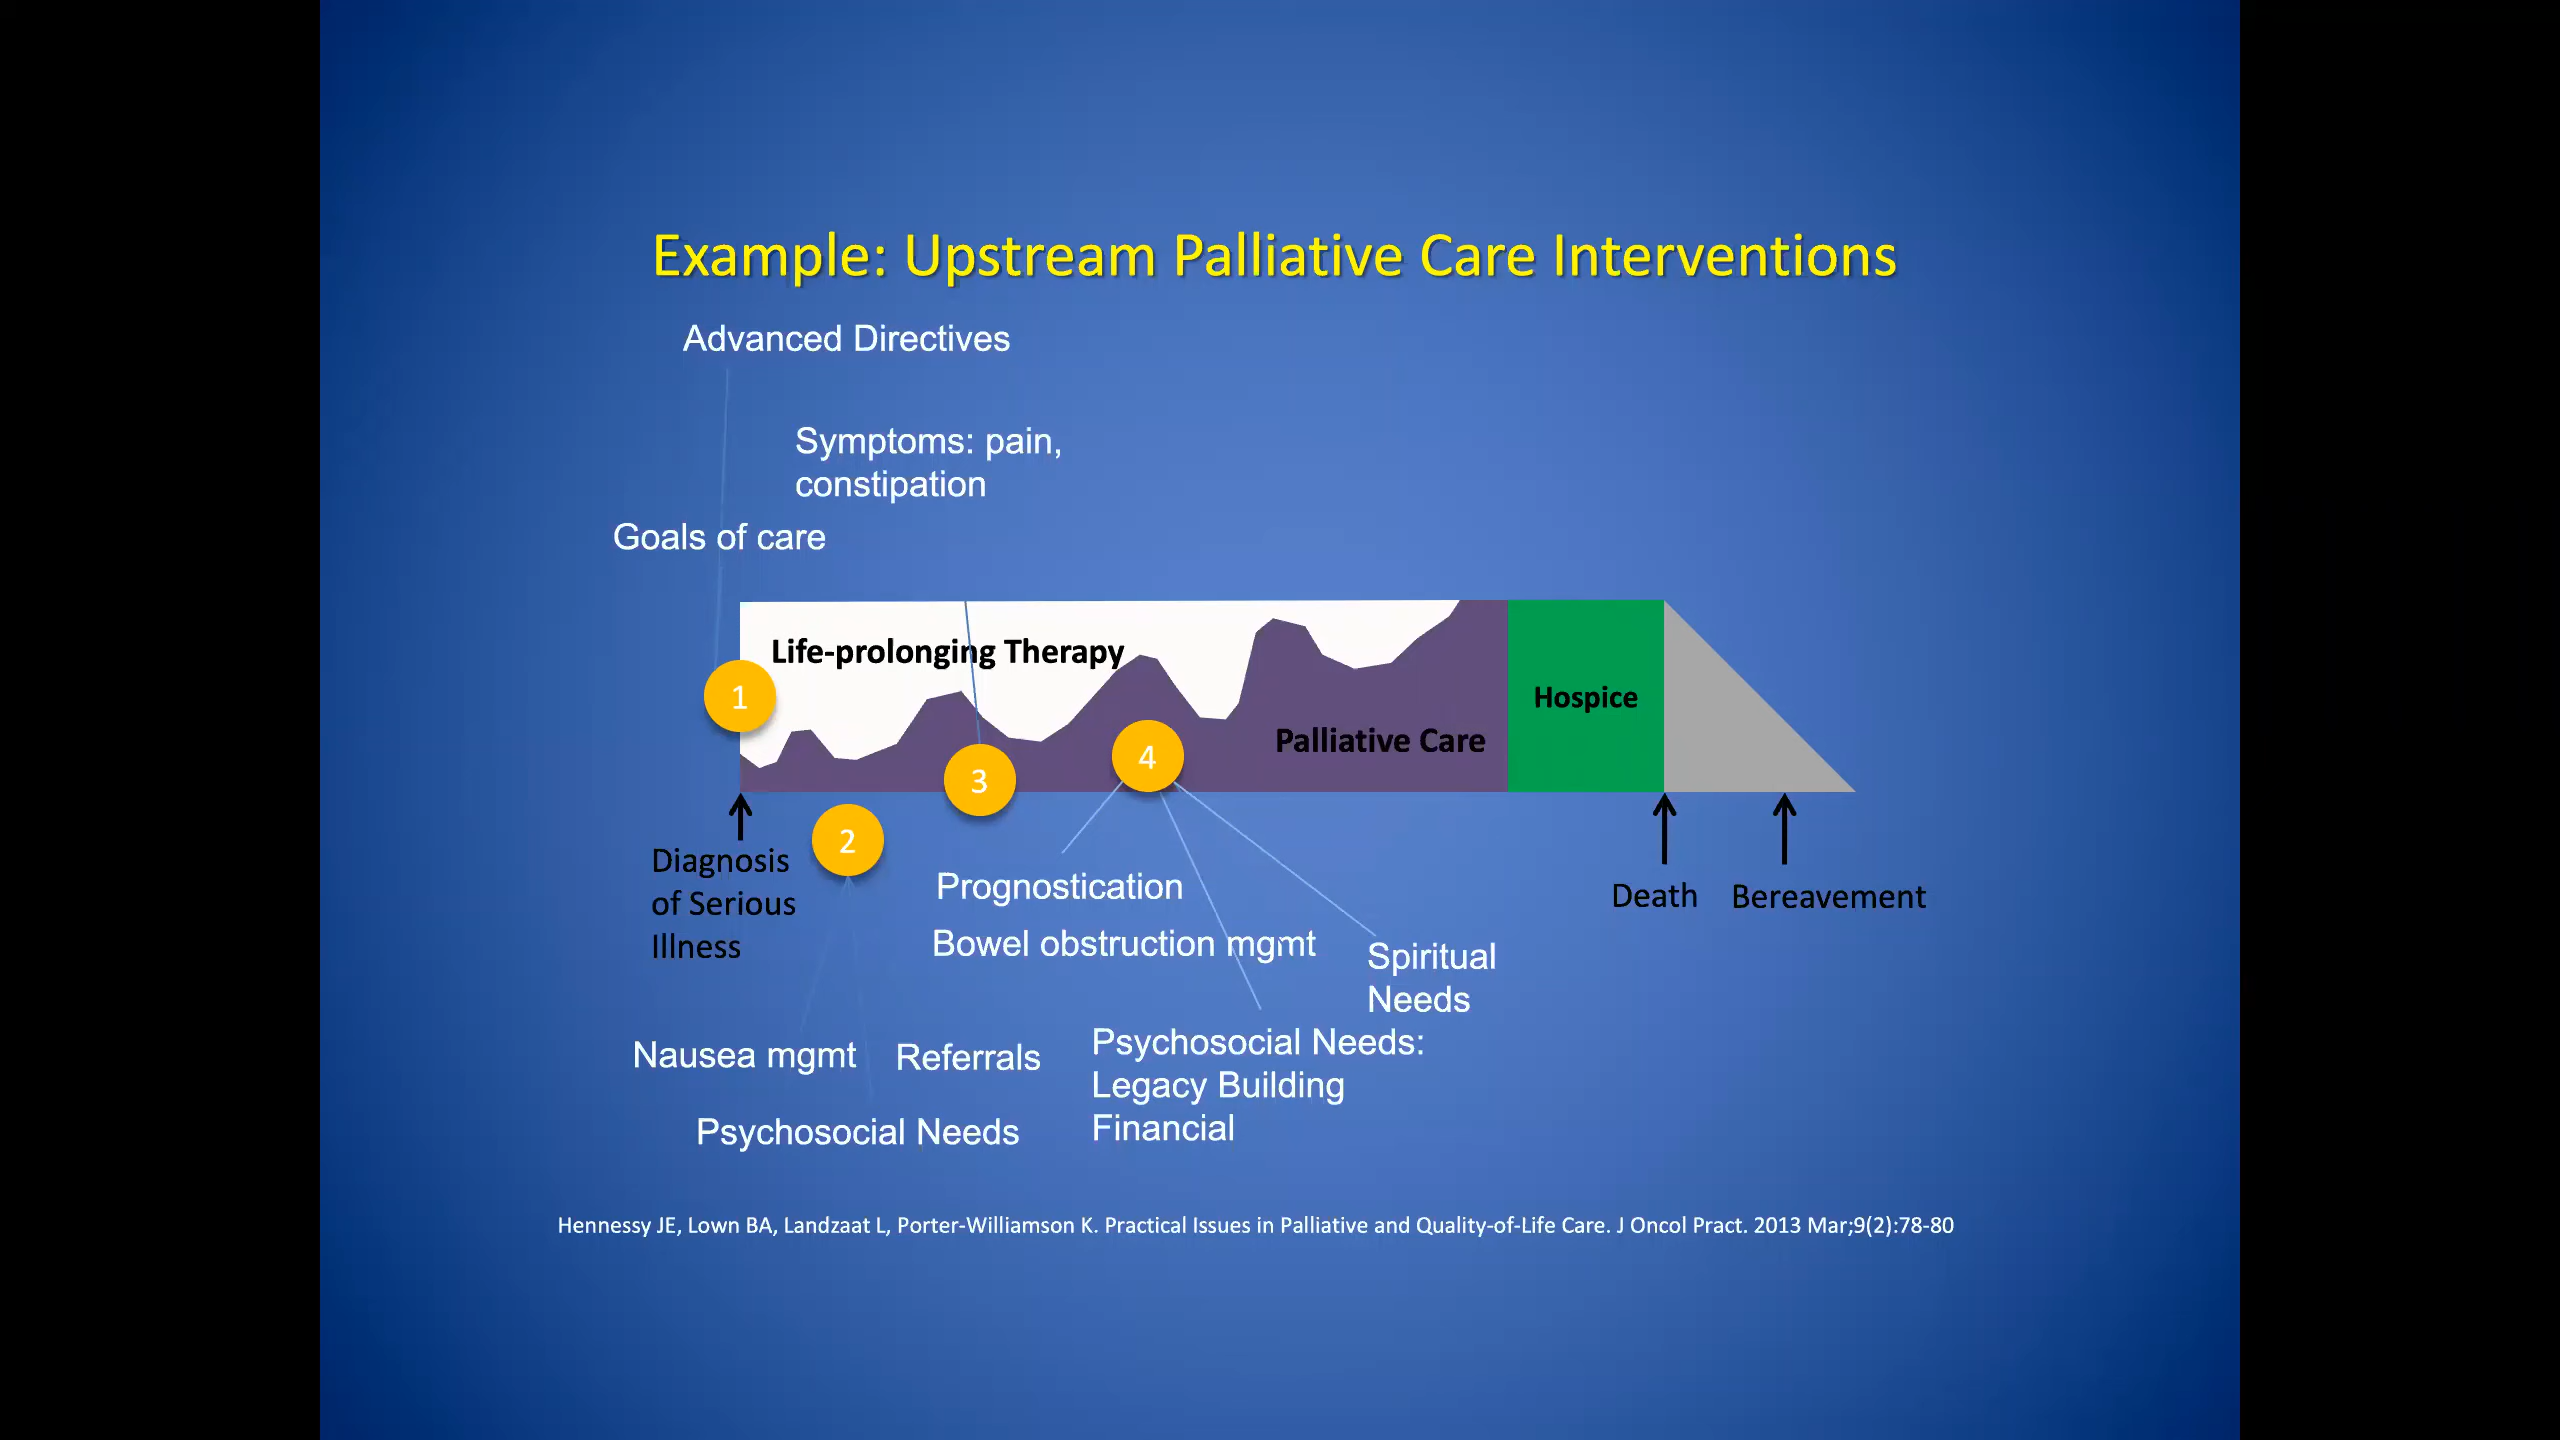 Example: Upstream Palliative Care Interventions
Advanced Directives
Symptoms: pain,
constipation
Goals of care
Life-prolonging Therapy
1
Hospice
Palliative Care
4
3
2
Diagnosis
of Serious
Illness
Prognostication
Bowel obstruction mgmt
Spiritual
Needs
Death
Bereavement
Nausea mgmt
Referrals
Psychosocial Needs
Psychosocial Needs:
Legacy Building
Financial
Hennessy JE, Lown BA, Landzaat L, Porter-Williamson K. Practical Issues in Palliative and Quality-of-Life Care. J Oncol Pract. 2013 Mar;9(2):78-80